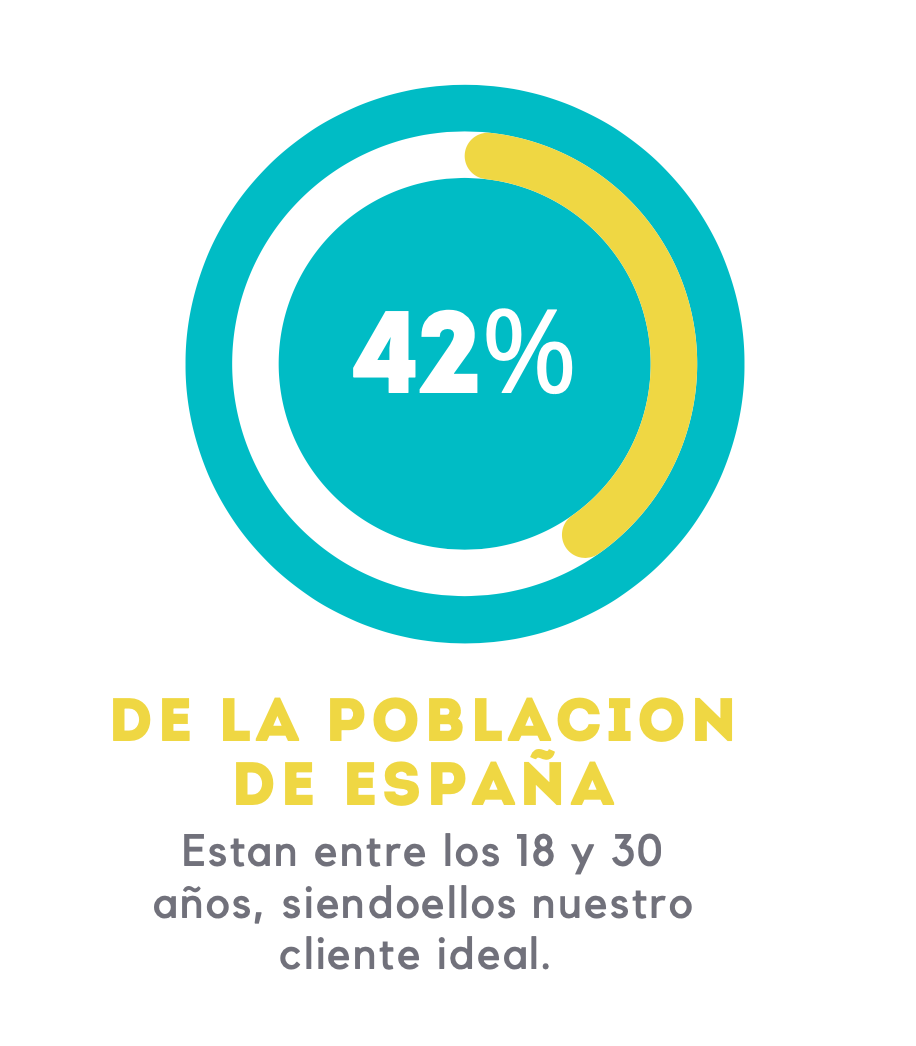 42%
DE LA POBLACION
DE ESPAÑA
Estan entre los 18 y 30
años, siendoellos nuestro
cliente ideal.